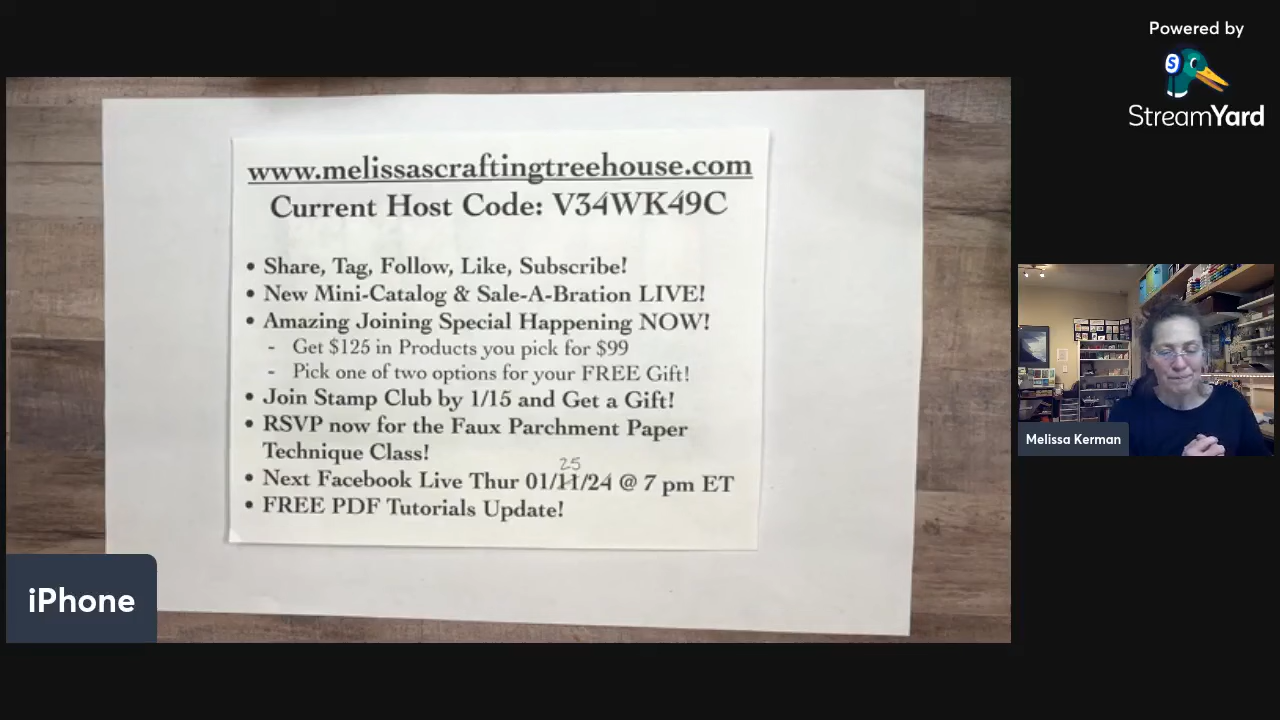 Powered by
StreamYard
www.melissascraftingtreehouse.com
Current Host Code: V34WK49C
• Share, Tag, Follow, Like, Subscribe!
• New Mini-Catalog & Sale-A-Bration LIVE!
• Amazing Joining Special Happening NOW!
- Get $125 in Products you pick for $99
- Pick one of two options for your FREE Gift!
• Join Stamp Club by 1/15 and Get a Gift!
• RSVP now for the Faux Parchment Paper
Technique Class!
25
• Next Facebook Live Thur 01/11/24 @ 7 pm ET
• FREE PDF Tutorials Update!
iPhone
Melissa Kerman